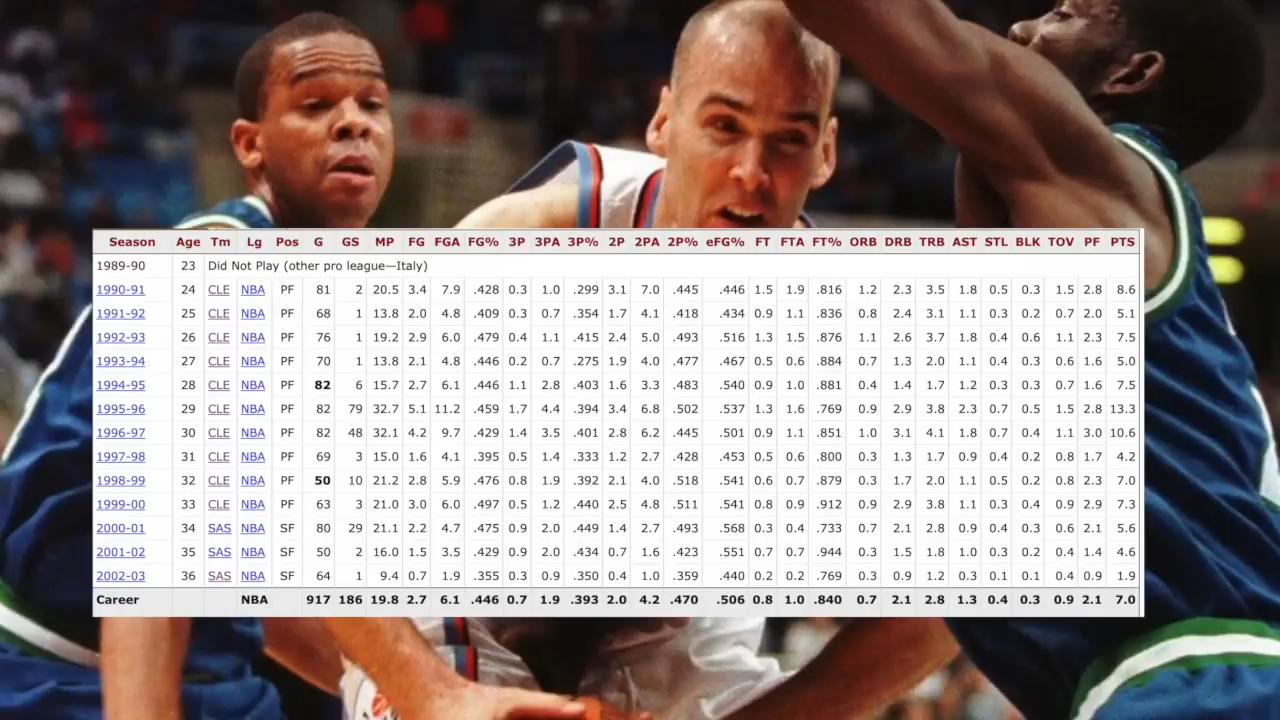 Season Age Tm Lg Pos G GS MP FG FGA FG% 3P 3PA 3P% 2P 2PA 2P% eFG% FT FTA FT% ORB DRB TRB AST STL BLK TOV PF PTS
1989-90 23 Did Not Play (other pro league—Italy)
1990-91 24 CLE NBA PF 81 2 20.5 3.4 7.9 .428 0.3 1.0 .299 3.1 7.0 .445 .446 1.5 1.9 .816 1.2 2.3 3.5 1.8 0.5 0.3 1.5 2.8 8.6
1991-92 25 CLE NBA PF 68 1 13.8 2.0 4.8 .409 0.3 0.7 .354 1.7 4.1 .418 .434 0.9 1.1 .836 0.8 2.4 3.1 1.1 0.3 0.2 0.7 2.0 5.1
1992-93 26 CLE NBA PF 76 1 19.2 2.9 6.0 .479 0.4 1.1 .415 2.4 5.0 .493 .516 1.3 1.5 .876 1.1 2.6 3.7 1.8 0.4 0.6 1.1 2.3 7.5
1993-94 27 CLE NBA PF 70 1 13.8 2.1 4.8 .446 0.2 0.7 .275 1.9 4.0 .477 .467 0.5 0.6 .884 0.7 1.3 2.0 1.1 0.4 0.3 0.6 1.6 5.0
1994-95 28 CLE NBA PF 82 6 15.7 2.7 6.1 .446 1.1 2.8 .403 1.6 3.3 .483 .540 0.9 1.1 .881 0.4 1.4 1.7 1.2 0.3 0.3 0.7 1.6 7.5
1995-96 29 CLE NBA PF 82 79 32.7 5.1 11.2 .459 1.7 4.4 .394 3.4 6.8 .502 .537 1.3 1.6 .769 0.9 2.9 3.8 2.3 0.7 0.5 1.5 2.8 13.3
1996-97 30 CLE NBA PF 82 48 32.1 4.2 9.7 .429 1.4 3.5 .401 2.8 6.2 .445 .501 0.9 1.1 .851 1.0 3.1 4.1 1.8 0.7 0.4 1.1 3.0 10.6
1997-98 31 CLE NBA PF 69 3 15.0 1.6 4.1 .395 0.5 1.4 .333 1.2 2.7 .428 .453 0.5 0.6 .800 0.3 1.3 1.7 0.9 0.4 0.2 0.8 1.7 4.2
1998-99 32 CLE NBA PF 50 10 21.2 2.8 5.9 .476 0.8 1.9 .392 2.1 4.0 .518 .541 0.6 0.7 .879 0.3 1.7 2.0 1.1 0.5 0.2 0.8 2.3 7.0
1999-00 33 CLE NBA PF 63 3 21.0 3.0 6.0 .497 0.5 1.2 .440 2.5 4.8 .511 .541 0.8 0.9 .912 0.9 2.9 3.8 1.1 0.3 0.4 0.9 2.9 7.3
2000-01 34 SAS NBA SF 80 29 21.1 2.2 4.7 .475 0.9 2.0 .449 1.4 2.7 .493 .568 0.3 0.4 .733 0.7 2.1 2.8 0.9 0.4 0.3 0.6 2.1 5.6
2001-02 35 SAS NBA SF 50 2 16.0 1.5 3.5 .429 0.9 2.0 .434 0.7 1.6 .423 .551 0.7 0.7 .944 0.3 1.5 1.8 1.0 0.3 0.2 0.4 1.4 4.6
2002-03 36 SAS NBA SF 64 1 9.4 0.7 1.9 .355 0.3 0.9 .350 0.4 1.0 .359 .440 0.2 0.2 .769 0.3 0.9 1.2 0.3 0.1 0.1 0.4 0.9 1.9
Career NBA 917 186 19.8 2.7 6.1 .446 0.7 1.9 .393 2.0 4.2 .470 .506 0.8 1.0 .840 0.7 2.1 2.8 1.3 0.4 0.3 0.9 2.1 7.0